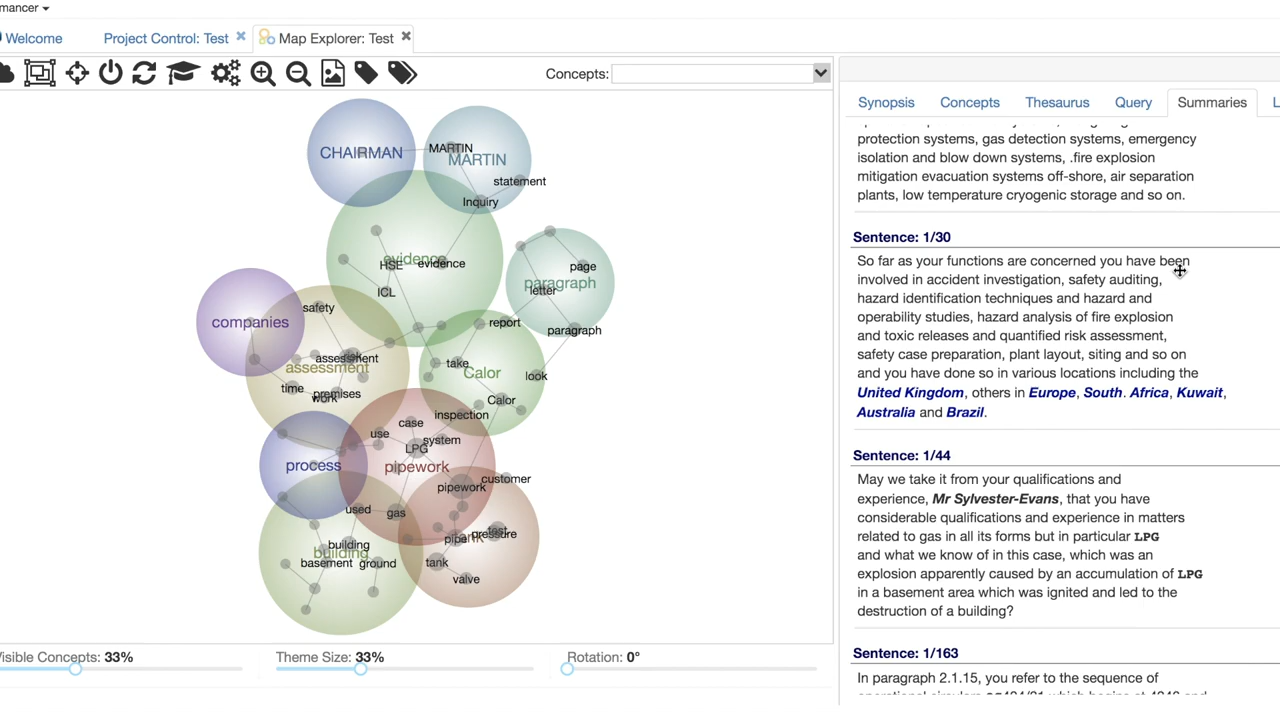 mancer
Welcome
Project Control: Test
Map Explorer: Test
Concepts:
Synopsis
Concepts
Thesaurus
Query
Summaries
L
CHAIRMAN
MARTIN
MARTIN
statement
Inquiry
evidence
HSE
evidence
ICL
page
paragraph
letter
paragraph
companies
safety
report
assessment
risk
assessment
take
Calor
look
time
premises
work
Calor
inspection
case
use
system
LPG
process
pipework
customer
pipework
used
gas
building
building
basement
ground
test
pressure
pipe
tank
valve
isible Concepts: 33%
Theme Size: 33%
Rotation: 0°
protection systems, gas detection systems, emergency
isolation and blow down systems, .fire explosion
mitigation evacuation systems off-shore, air separation
plants, low temperature cryogenic storage and so on.
Sentence: 1/30
So far as your functions are concerned you have been
involved in accident investigation, safety auditing,
hazard identification techniques and hazard and
operability studies, hazard analysis of fire explosion
and toxic releases and quantified risk assessment,
safety case preparation, plant layout, siting and so on
and you have done so in various locations including the
United Kingdom, others in Europe, South. Africa, Kuwait,
Australia and Brazil.
Sentence: 1/44
May we take it from your qualifications and
experience, Mr Sylvester-Evans, that you have
considerable qualifications and experience in matters
related to gas in all its forms but in particular LPG
and what we know of in this case, which was an
explosion apparently caused by an accumulation of LPG
in a basement area which was ignited and led to the
destruction of a building?
Sentence: 1/163
In paragraph 2.1.15, you refer to the sequence of